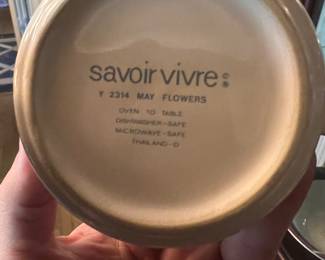 savoir vivre ©®
Y 2314 MAY FLOWERS
OVEN TO TABLE
DISHWASHER-SAFE
MICROWAVE-SAFE
THAILAND-D